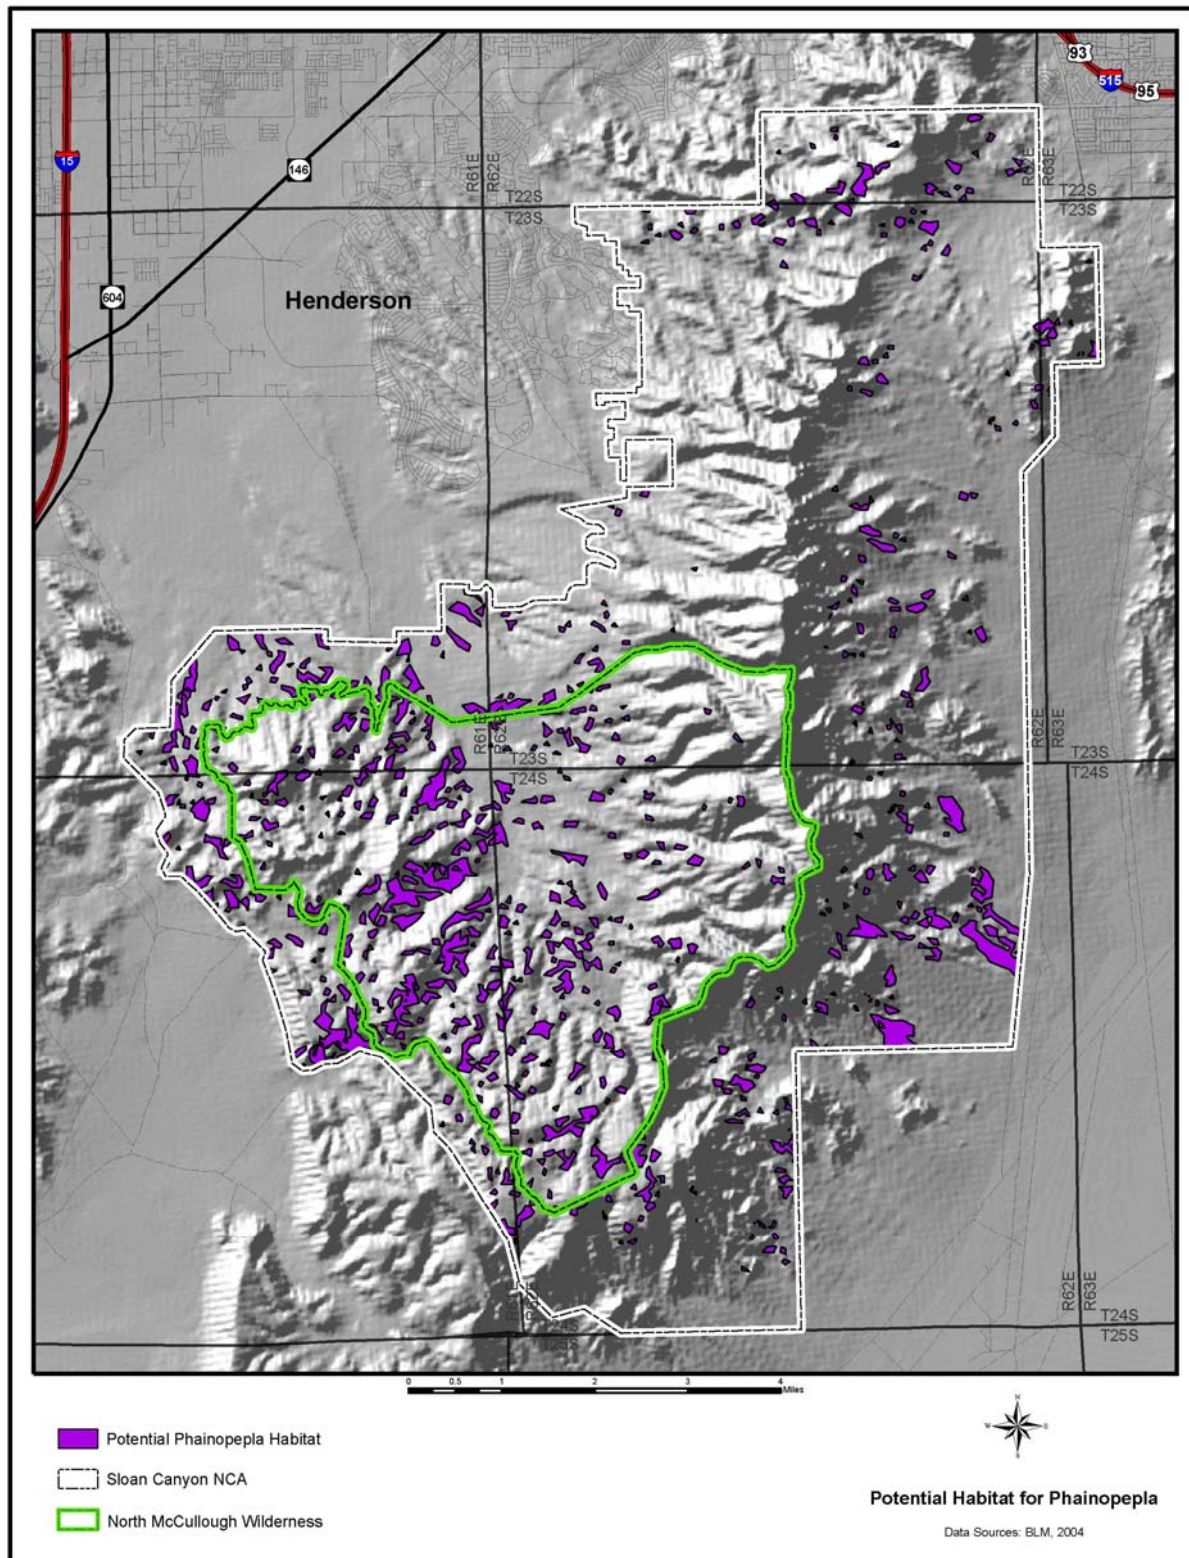 93
515
95
15
146
R61E
R62E
R62E
R63E
T22S
T23S
T22S
T23S
604
Henderson
R61E
R62E
T23S
T24S
R62E
R63E
T23S
T24S
R62E
R63E
T24S
T25S
T24S
T25S
0 0.5 1 2 3 4
Miles
N
W E
S
Potential Phainopepla Habitat
Sloan Canyon NCA
North McCullough Wilderness
Potential Habitat for Phainopepla
Data Sources: BLM, 2004